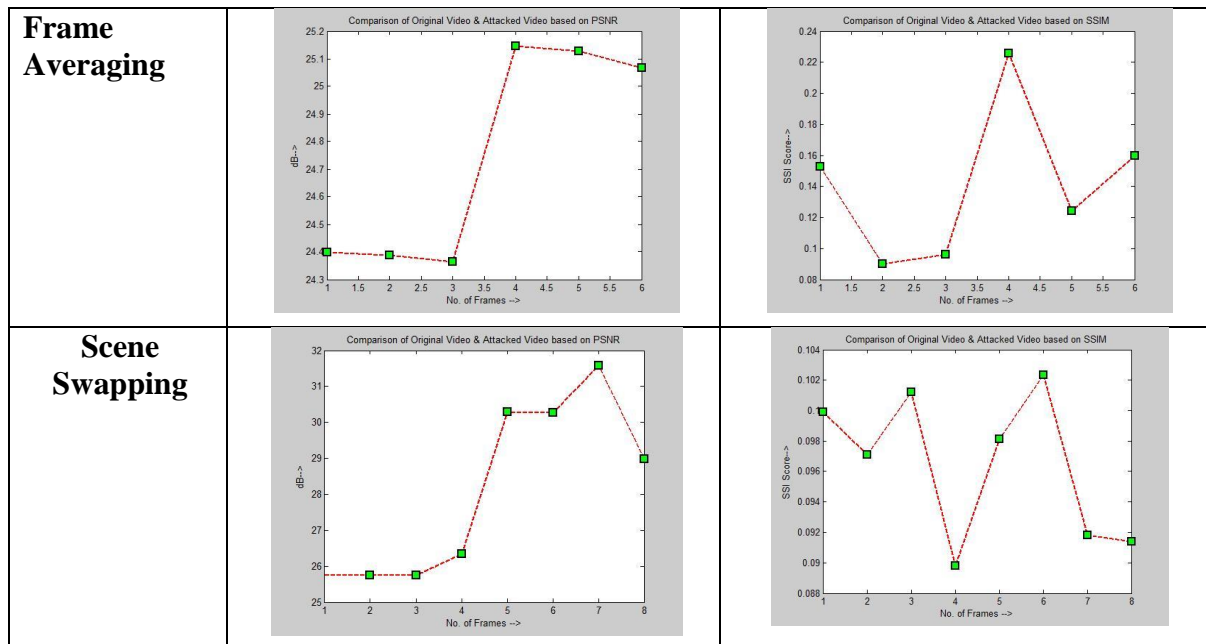 Frame
Averaging
Comparison of Original Video & Attacked Video based on PSNR
25.2
25.1
25
24.8
24.7
24.6
24.5
24.4
24.3
dB-->
1 1.5 2 2.5 3 3.5 4 4.5 5 5.5 6
No. of Frames -->
Comparison of Original Video & Attacked Video based on SSIM
0.24
0.22
0.2
0.18
0.16
0.14
0.12
0.1
0.08
SSI Score-->
1 1.5 2 2.5 3 3.5 4 4.5 5 5.5 6
No. of Frames -->
Scene
Swapping
Comparison of Original Video & Attacked Video based on PSNR
32
31
30
29
28
27
26
25
dB-->
1 2 3 4 5 6 7 8
No. of Frames -->
Comparison of Original Video & Attacked Video based on SSIM
0.104
0.102
0.1
0.098
0.096
0.094
0.092
0.09
0.088
SSI Score-->
1 2 3 4 5 6 7 8
No. of Frames -->